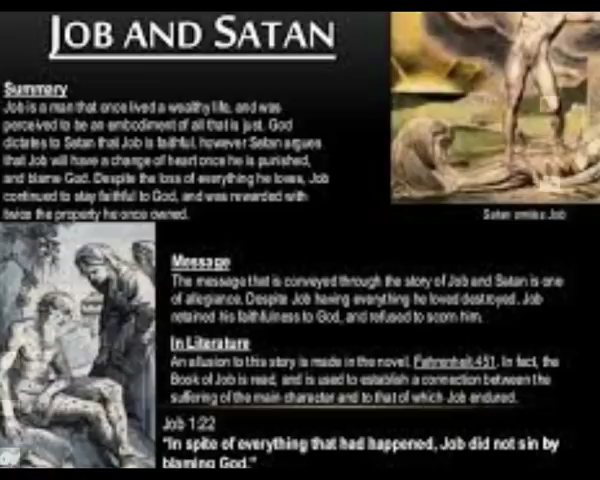 JOB AND SATAN
Summary
Job is a man that once lived a wealthy life, and was
perceived to be an embodiment of all that is just. God
dictates to Satan that Job is faithful, however Satan argues
that Job will have a change of heart once he is punished,
and blame God. Despite the loss of everything he loves, Job
continued to stay faithful to God, and was rewarded with
twice the property he once owned.
Satan smites Job
Message
The message that is conveyed through the story of Job and Satan is one
of allegiance. Despite Job having everything he loved destroyed, Job
retained his faithfulness to God, and refused to scorn him.
In Literature
An allusion to this story is made in the novel, Fahrenheit 451. In fact, the
Book of Job is read, and is used to establish a connection between the
suffering of the main character and to that of which Job endured.
Job 1:22
"In spite of everything that had happened, Job did not sin by
blaming God."